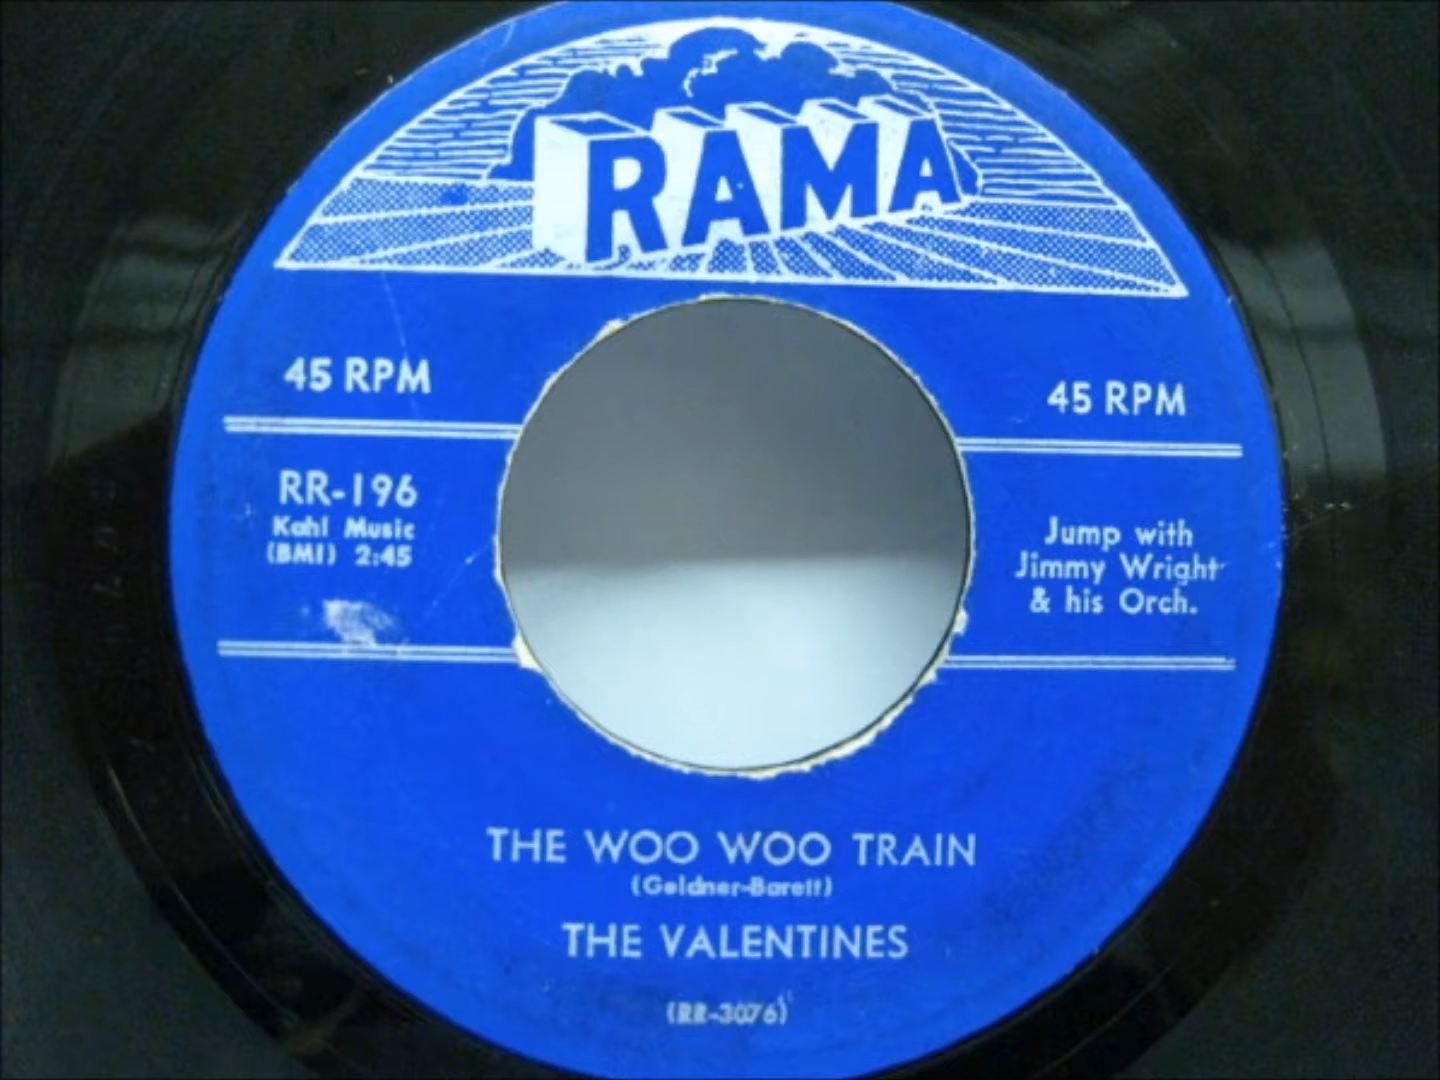 RAMA
45 RPM
45 RPM
RR-196
Kahl Music
(BMI) 2:45
Jump with
Jimmy Wright
& his Orch.
THE WOO WOO TRAIN
(Goldner-Barett)
THE VALENTINES
(RR-3076)